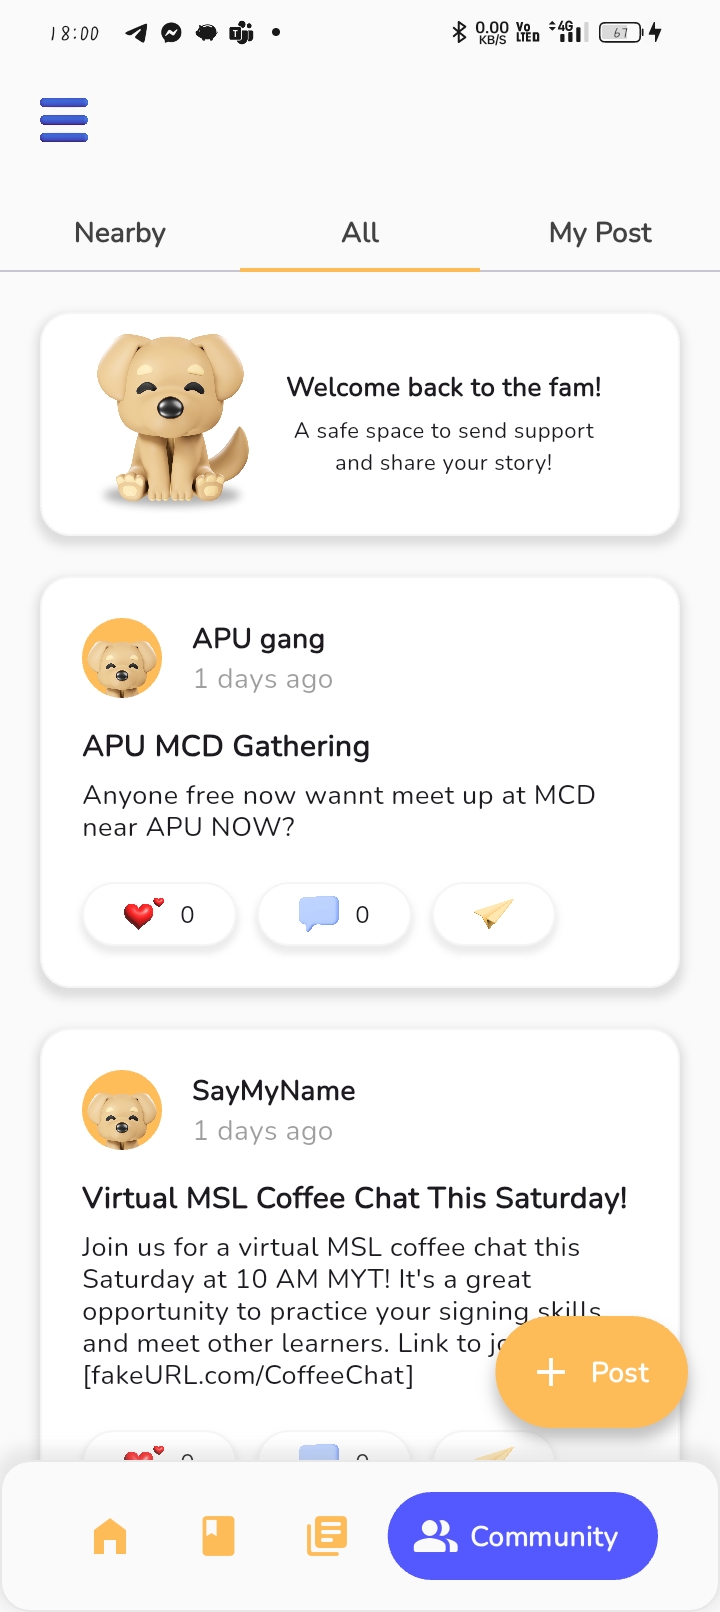 18:00
0.00 KB/S Vo LTE D 4G 67
Nearby All My Post
Welcome back to the fam!
A safe space to send support
and share your story!
APU gang
1 days ago
APU MCD Gathering
Anyone free now wannt meet up at MCD
near APU NOW?
0 0
SayMyName
1 days ago
Virtual MSL Coffee Chat This Saturday!
Join us for a virtual MSL coffee chat this
Saturday at 10 AM MYT! It's a great
opportunity to practice your signing skills
and meet other learners. Link to
[fakeURL.com/CoffeeChat]
Post
Community